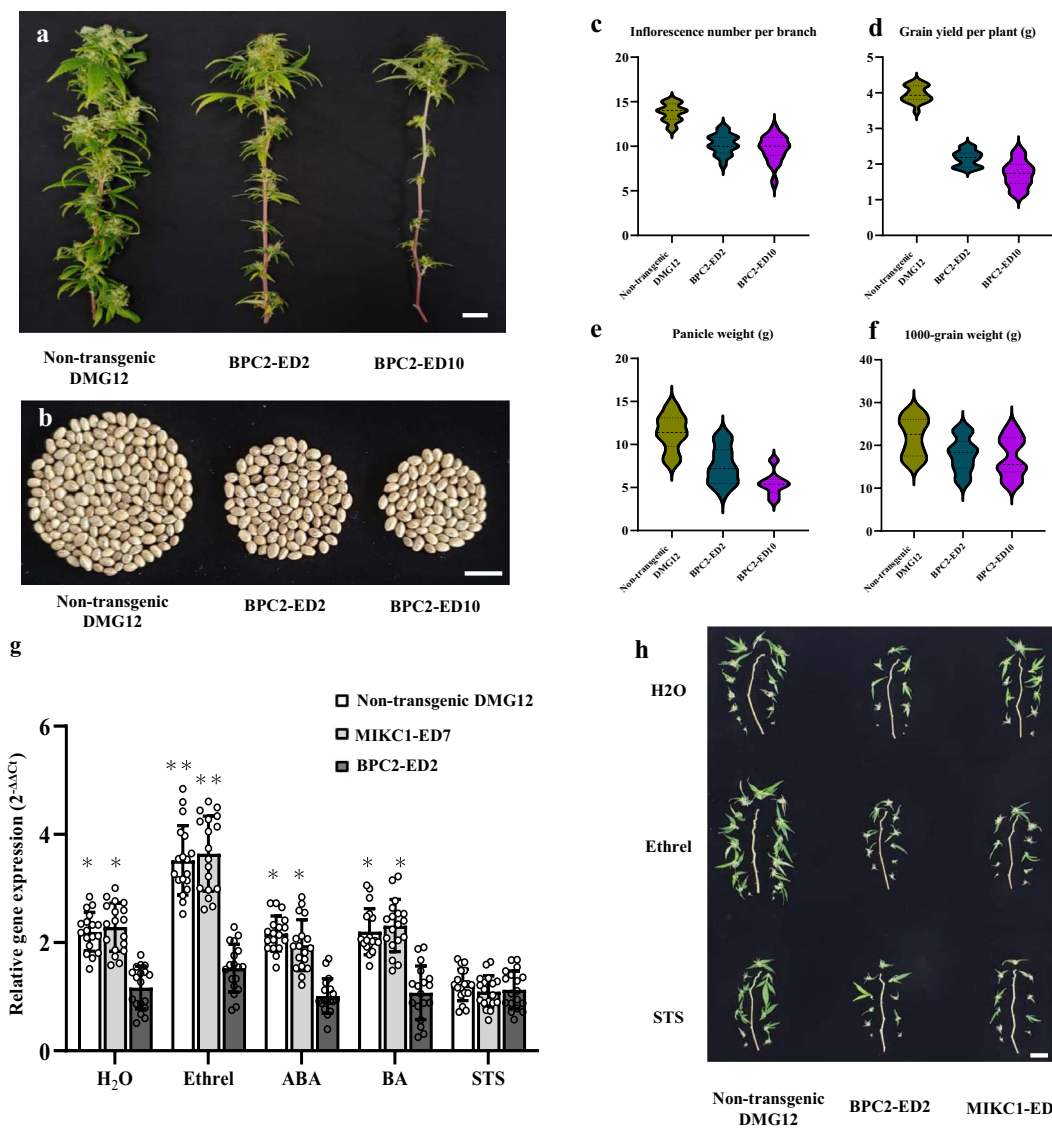 a
Non-transgenic
DMG12
BPC2-ED2
BPC2-ED10
b
Non-transgenic
DMG12
BPC2-ED2
BPC2-ED10
c
Inflorescence number per branch
20
15
10
5
0
Non-transgenic
DMG12
BPC2-ED2
BPC2-ED10
d
Grain yield per plant (g)
5
4
3
2
1
0
Non-transgenic
DMG12
BPC2-ED2
BPC2-ED10
e
Panicle weight (g)
20
15
10
5
0
Non-transgenic
DMG12
BPC2-ED2
BPC2-ED10
f
1000-grain weight (g)
40
30
20
10
0
Non-transgenic
DMG12
BPC2-ED2
BPC2-ED10
g
Relative gene expression (2-ΔΔCt)
8
6
4
2
0
Non-transgenic DMG12
MIKC1-ED7
BPC2-ED2
* * ** ** * * * *
H2O Ethrel ABA BA STS
h
H2O
Ethrel
STS
Non-transgenic
DMG12
BPC2-ED2
MIKC1-ED